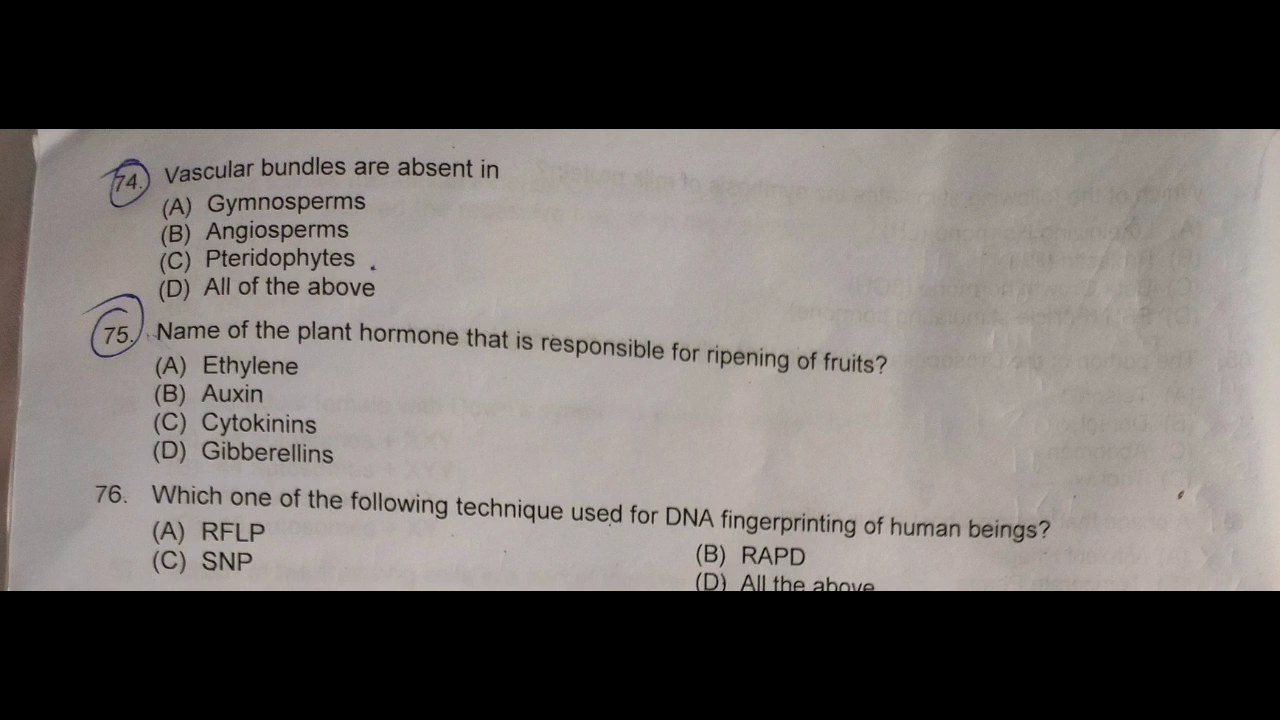 74. Vascular bundles are absent in
(A) Gymnosperms
(B) Angiosperms
(C) Pteridophytes
(D) All of the above
75. Name of the plant hormone that is responsible for ripening of fruits?
(A) Ethylene
(B) Auxin
(C) Cytokinins
(D) Gibberellins
76. Which one of the following technique used for DNA fingerprinting of human beings?
(A) RFLP
(B) RAPD
(C) SNP
(D) All the above